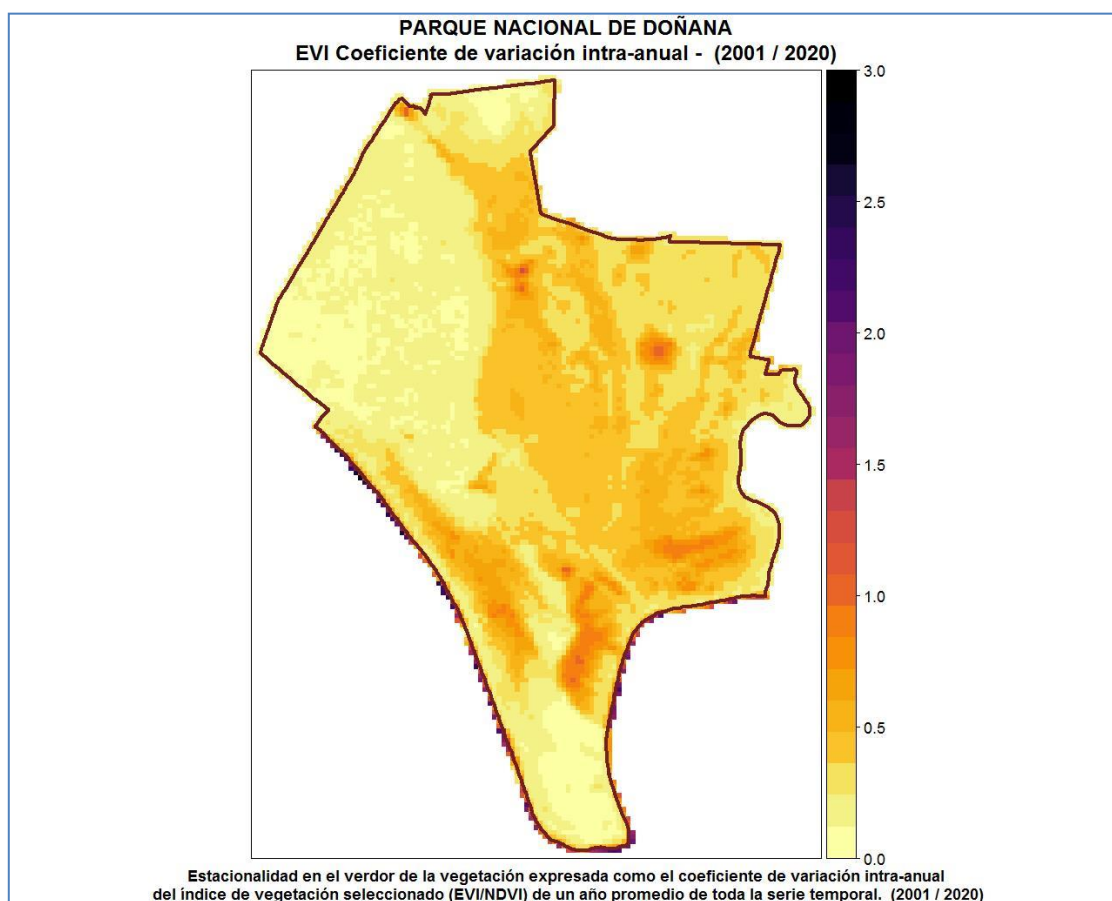 PARQUE NACIONAL DE DOÑANA
EVI Coeficiente de variación intra-anual - (2001 / 2020)
3.0
2.5
2.0
1.5
1.0
0.5
0.0
Estacionalidad en el verdor de la vegetación expresada como el coeficiente de variación intra-anual
del índice de vegetación seleccionado (EVI/NDVI) de un año promedio de toda la serie temporal. (2001 / 2020)